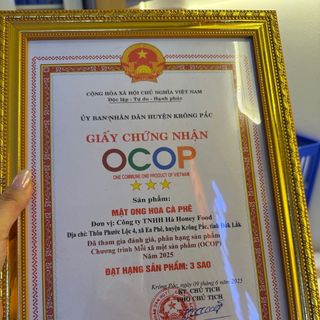 CỘNG HÒA XÃ HỘI CHỦ NGHĨA VIỆT NAM
Độc lập - Tự do - Hạnh phúc
ỦY BAN NHÂN DÂN HUYỆN KRÔNG PẮC
GIẤY CHỨNG NHẬN
OCOP
ONE COMMUNE ONE PRODUCT OF VIETNAM
Sản phẩm:
MẬT ONG HOA CÀ PHÊ
Đơn vị: Công ty TNHH Hà Honey Food
Địa chỉ: Thôn Phước Lộc 4, xã Ea Phê, huyện Krông Pắc, tỉnh Đắk Lắk
Đã tham gia đánh giá, phân hạng sản phẩm
Chương trình Mỗi xã một sản phẩm (OCOP)
Năm 2025
ĐẠT HẠNG SẢN PHẨM: 3 SAO
Krông Pắc, ngày 09 tháng 6 năm 2025
KT. CHỦ TỊCH
PHÓ CHỦ TỊCH